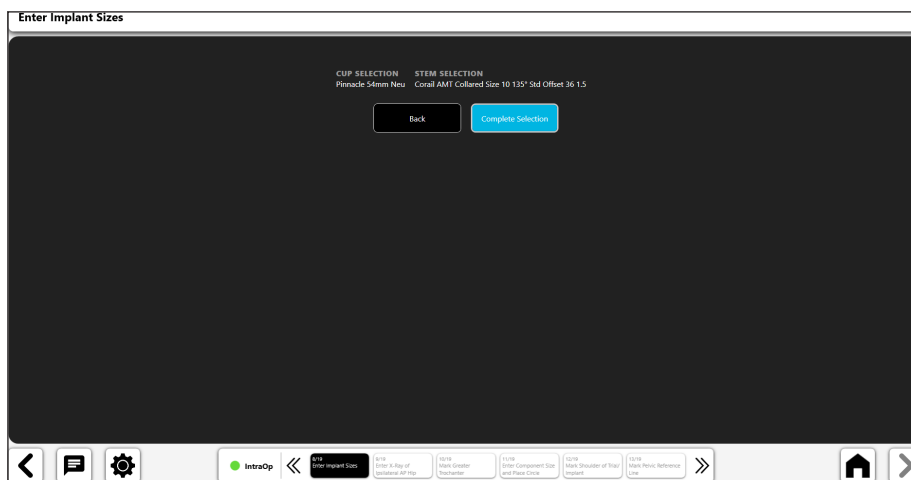 Enter Implant Sizes
CUP SELECTION STEM SELECTION
Pinnacle 54mm Neu Corail AMT Collared Size 10 135° Std Offset 36 1.5
Back Complete Selection
IntraOp
8/19
Enter Implant Sizes
9/19
Enter X-Ray of
Ipsilateral AP Hip
10/19
Mark Greater
Trochanter
11/19
Enter Component Size
and Place Circle
12/19
Mark Shoulder of Trial/
Implant
13/19
Mark Pelvic Reference
Line